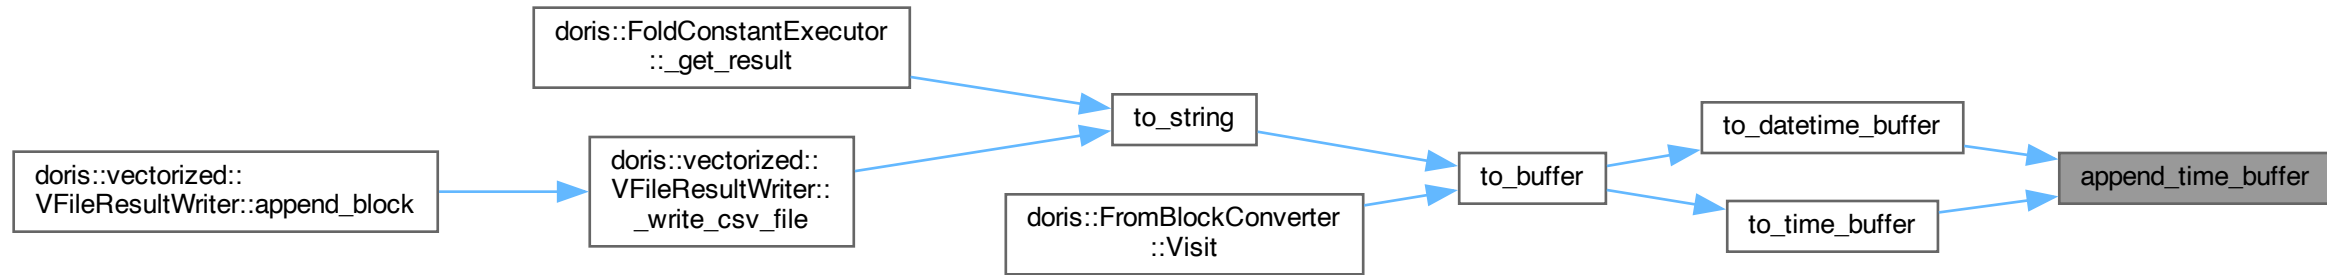 doris::FoldConstantExecutor
::_get_result
doris::vectorized::
VFileResultWriter::append_block
doris::vectorized::
VFileResultWriter::
_write_csv_file
to_string
doris::FromBlockConverter
::Visit
to_buffer
to_datetime_buffer
to_time_buffer
append_time_buffer